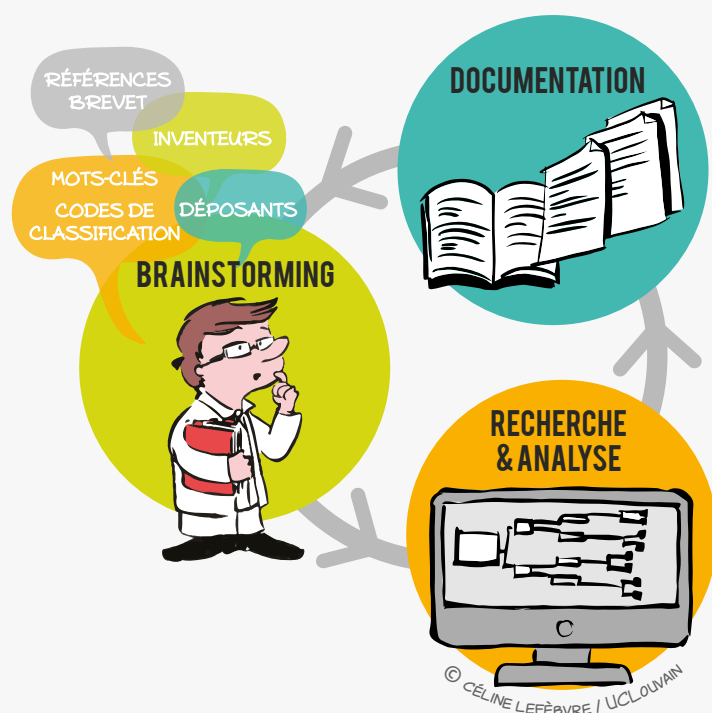 RÉFÉRENCES
BREVET
INVENTEURS
MOTS-CLÉS
CODES DE
CLASSIFICATION
DÉPOSANTS
BRAINSTORMING
DOCUMENTATION
RECHERCHE
& ANALYSE
© CÉLINE LEFÈBVRE / UCLOUVAIN